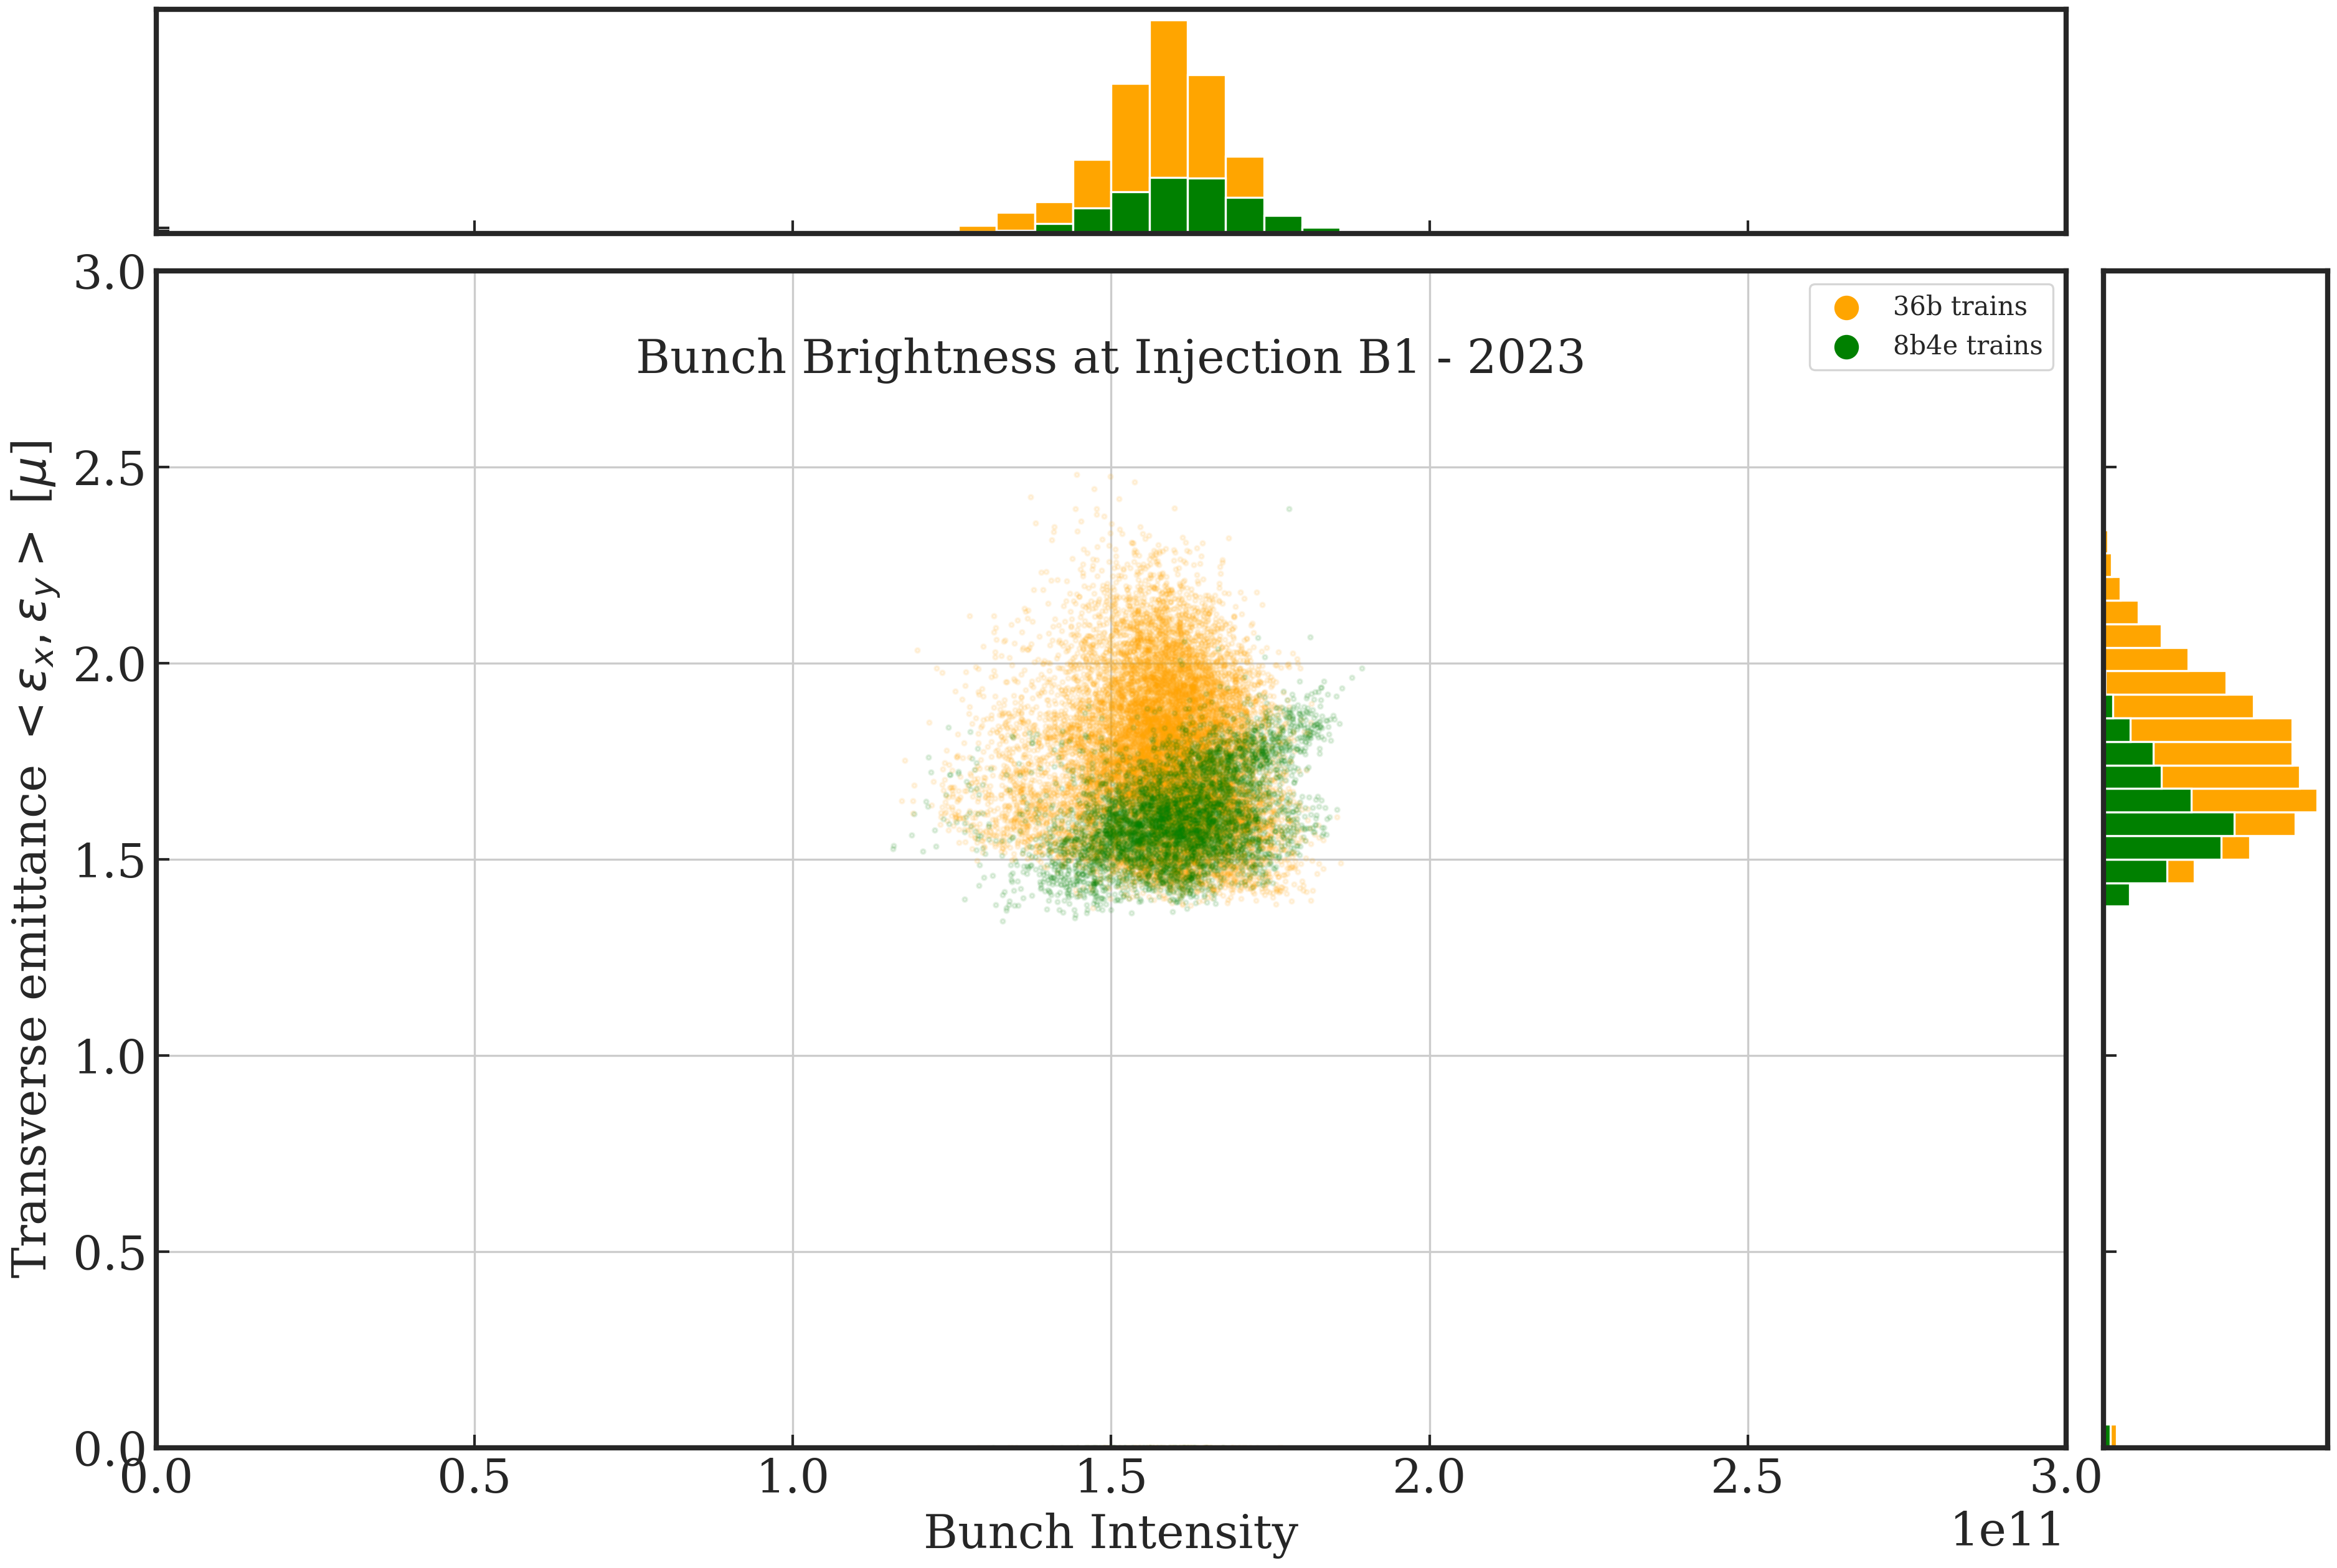 Bunch Brightness at Injection B1 - 2023
36b trains
8b4e trains
Transverse emittance < εx, εy > [μ]
3.0
2.5
2.0
1.5
1.0
0.5
0.0
0.0 0.5 1.0 1.5 2.0 2.5 3.0
Bunch Intensity
1e11